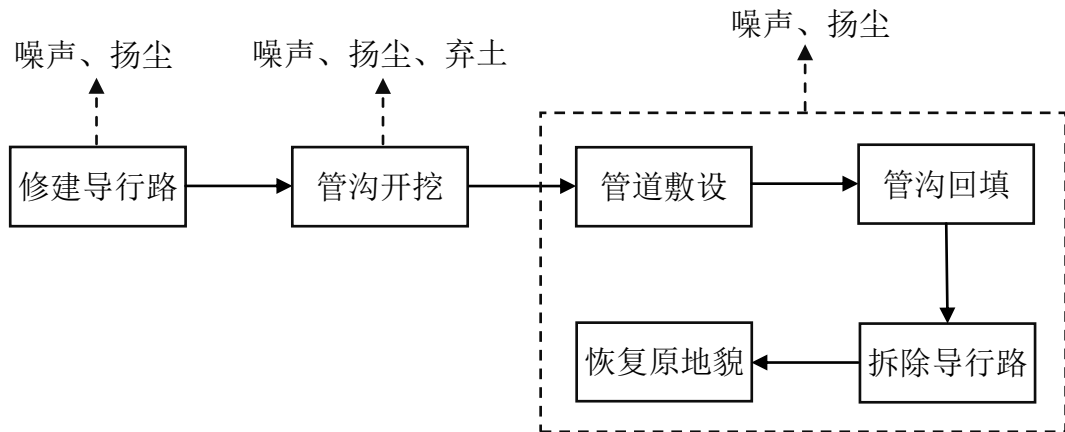 噪声、扬尘
噪声、扬尘
噪声、扬尘、弃土
修建导行路
管沟开挖
管道敷设
管沟回填
恢复原地貌
拆除导行路